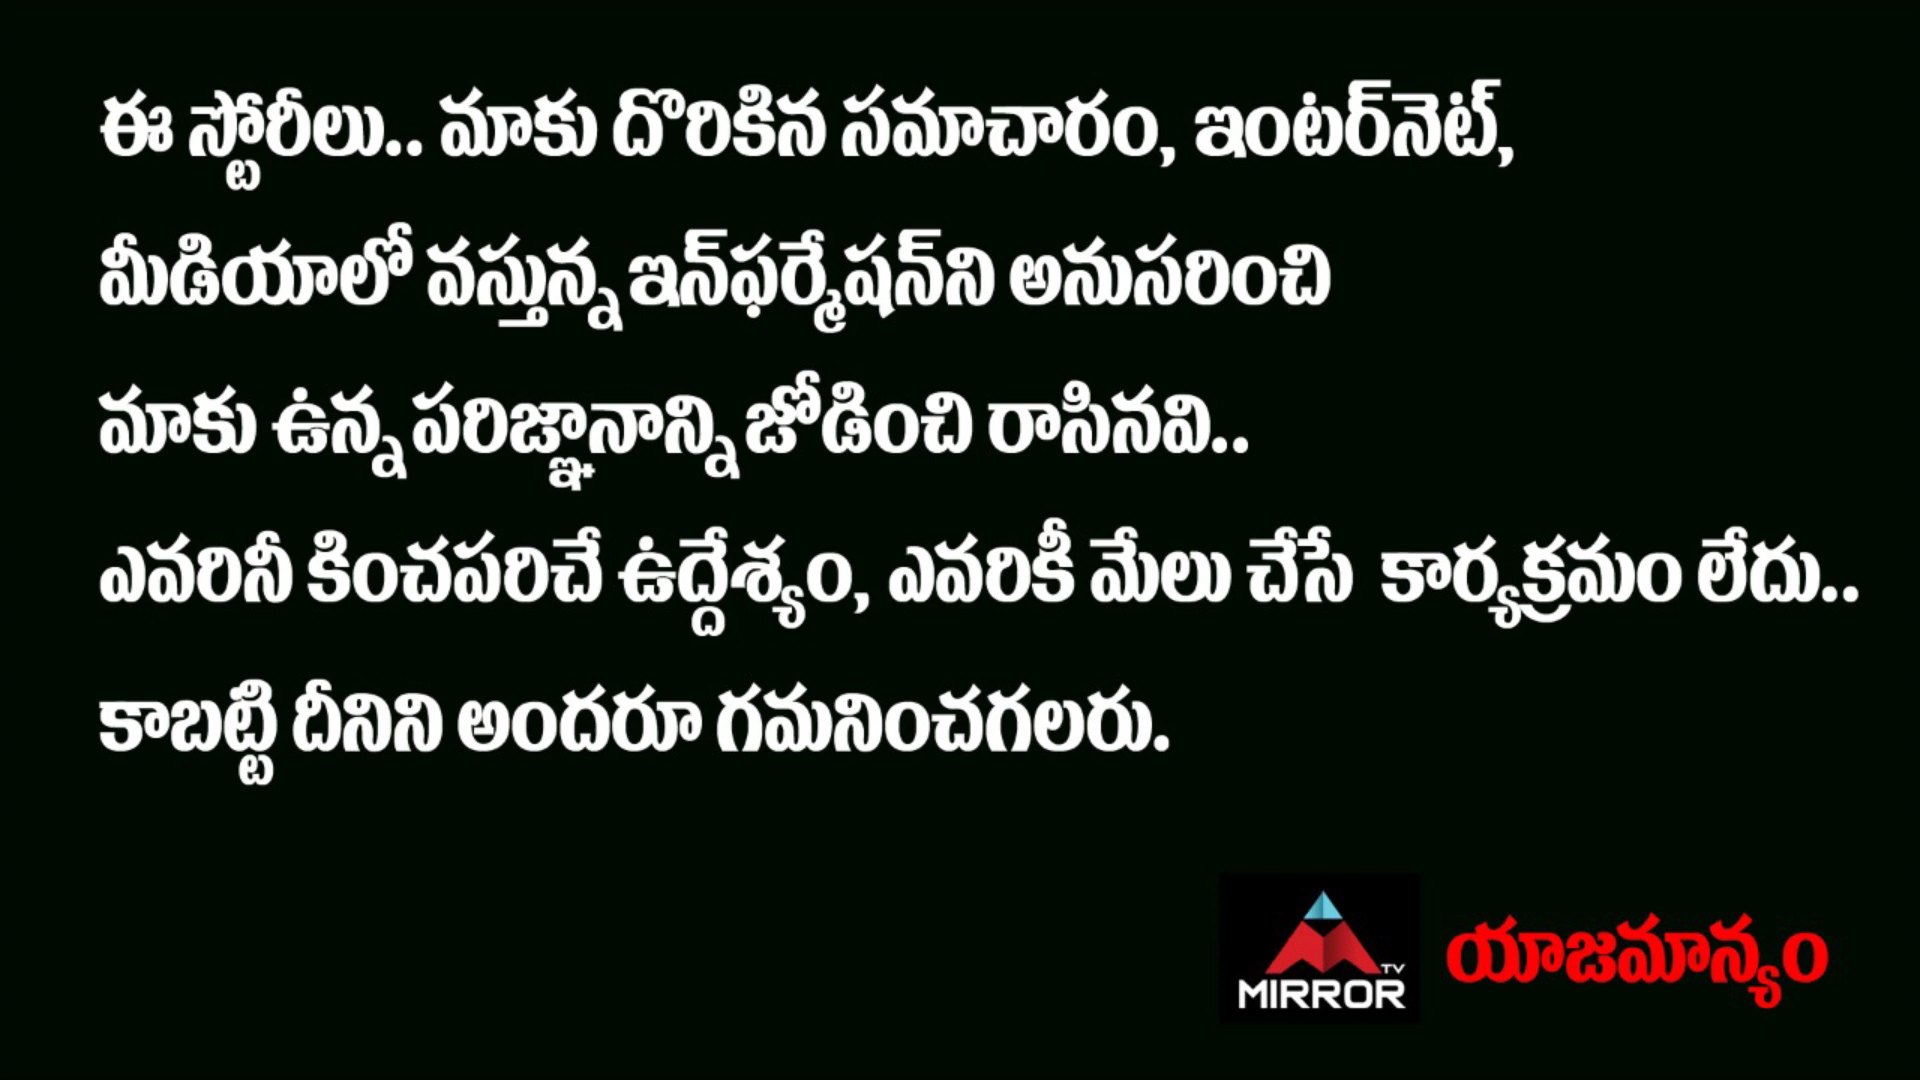 ఈ స్టోరీలు.. మాకు దొరికిన సమాచారం, ఇంటర్‌నెట్,
మీడియాలో వస్తున్న ఇన్‌ఫర్మేషన్‌ని అనుసరించి
మాకు ఉన్న పరిజ్ఞానాన్ని జోడించి రాసినవి..
ఎవరినీ కించపరిచే ఉద్దేశ్యం, ఎవరికీ మేలు చేసే కార్యక్రమం లేదు..
కాబట్టి దీనిని అందరూ గమనించగలరు.
TV
MIRROR
యాజమాన్యం